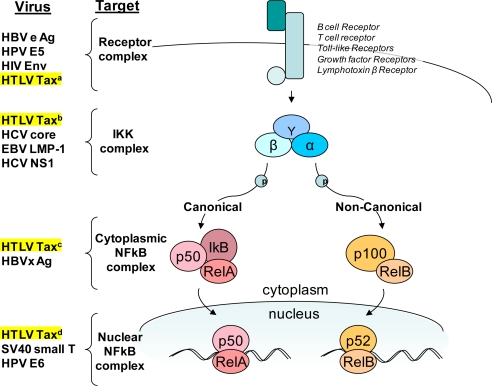 Virus
Target
HBV e Ag
HPV E5
HIV Env
HTLV Taxa
Receptor
complex
B cell Receptor
T cell receptor
Toll-like Receptors
Growth factor Receptors
Lymphotoxin β Receptor
HTLV Taxb
HCV core
EBV LMP-1
HCV NS1
IKK
complex
γ
β
α
p
p
Canonical
Non-Canonical
HTLV Taxc
HBVx Ag
Cytoplasmic
NFkB
complex
p50
IkB
RelA
p100
RelB
cytoplasm
nucleus
HTLV Taxd
SV40 small T
HPV E6
Nuclear
NFkB
complex
p50
RelA
p52
RelB